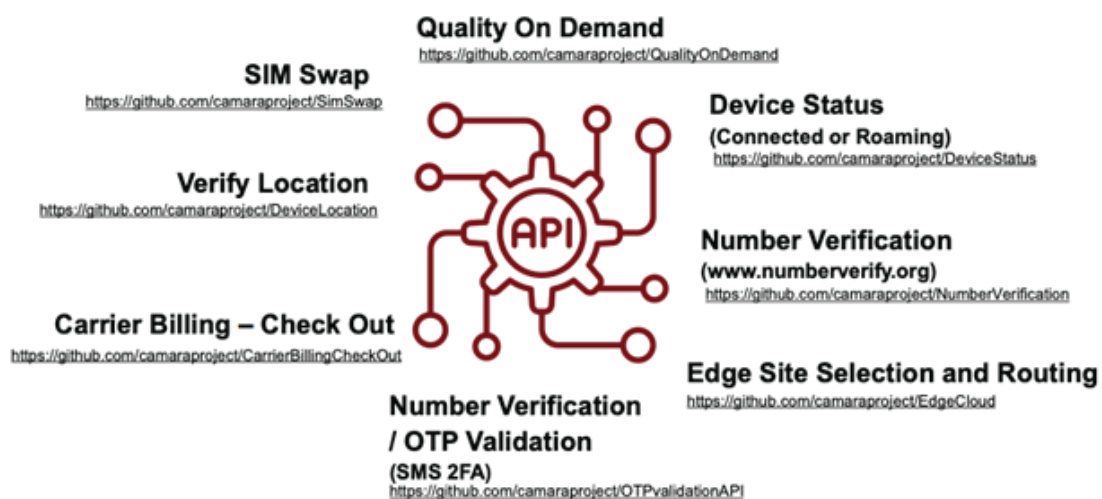 Quality On Demand
https://github.com/camaraproject/QualityOnDemand
SIM Swap
https://github.com/camaraproject/SimSwap
Device Status
(Connected or Roaming)
https://github.com/camaraproject/DeviceStatus
Verify Location
https://github.com/camaraproject/DeviceLocation
API
Number Verification
(www.numberverify.org)
https://github.com/camaraproject/NumberVerification
Carrier Billing – Check Out
https://github.com/camaraproject/CarrierBillingCheckOut
Edge Site Selection and Routing
https://github.com/camaraproject/EdgeCloud
Number Verification
/ OTP Validation
(SMS 2FA)
https://github.com/camaraproject/OTPvalidationAPI